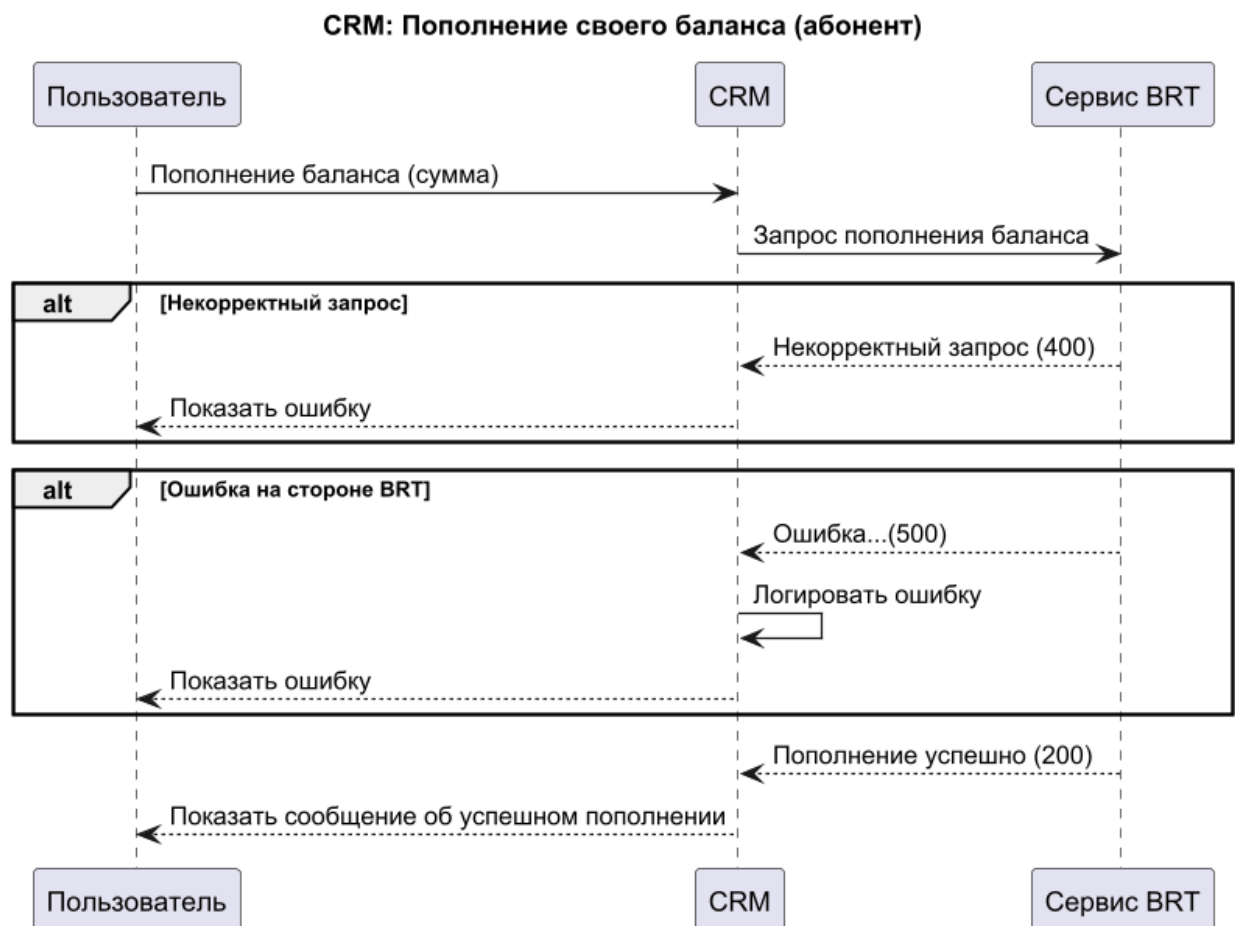 CRM: Пополнение своего баланса (абонент)
Пользователь
CRM
Сервис BRT
Пополнение баланса (сумма)
Запрос пополнения баланса
alt
[Некорректный запрос]
Некорректный запрос (400)
Показать ошибку
alt
[Ошибка на стороне BRT]
Ошибка...(500)
Логировать ошибку
Показать ошибку
Пополнение успешно (200)
Показать сообщение об успешном пополнении
Пользователь
CRM
Сервис BRT